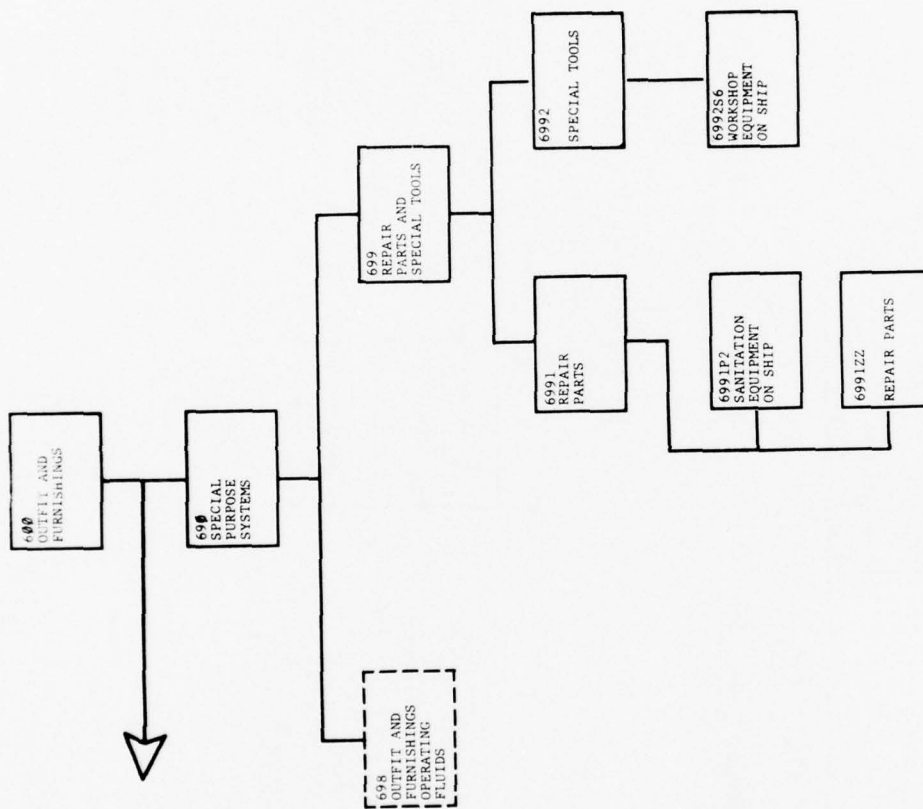 600
OUTFIT AND
FURNISHINGS
690
SPECIAL
PURPOSE
SYSTEMS
698
OUTFIT AND
FURNISHINGS
OPERATING
FLUIDS
699
REPAIR
PARTS AND
SPECIAL TOOLS
6991
REPAIR
PARTS
6992
SPECIAL TOOLS
6991P2
SANITATION
EQUIPMENT
ON SHIP
6992S6
WORKSHOP
EQUIPMENT
ON SHIP
6991ZZ
REPAIR PARTS